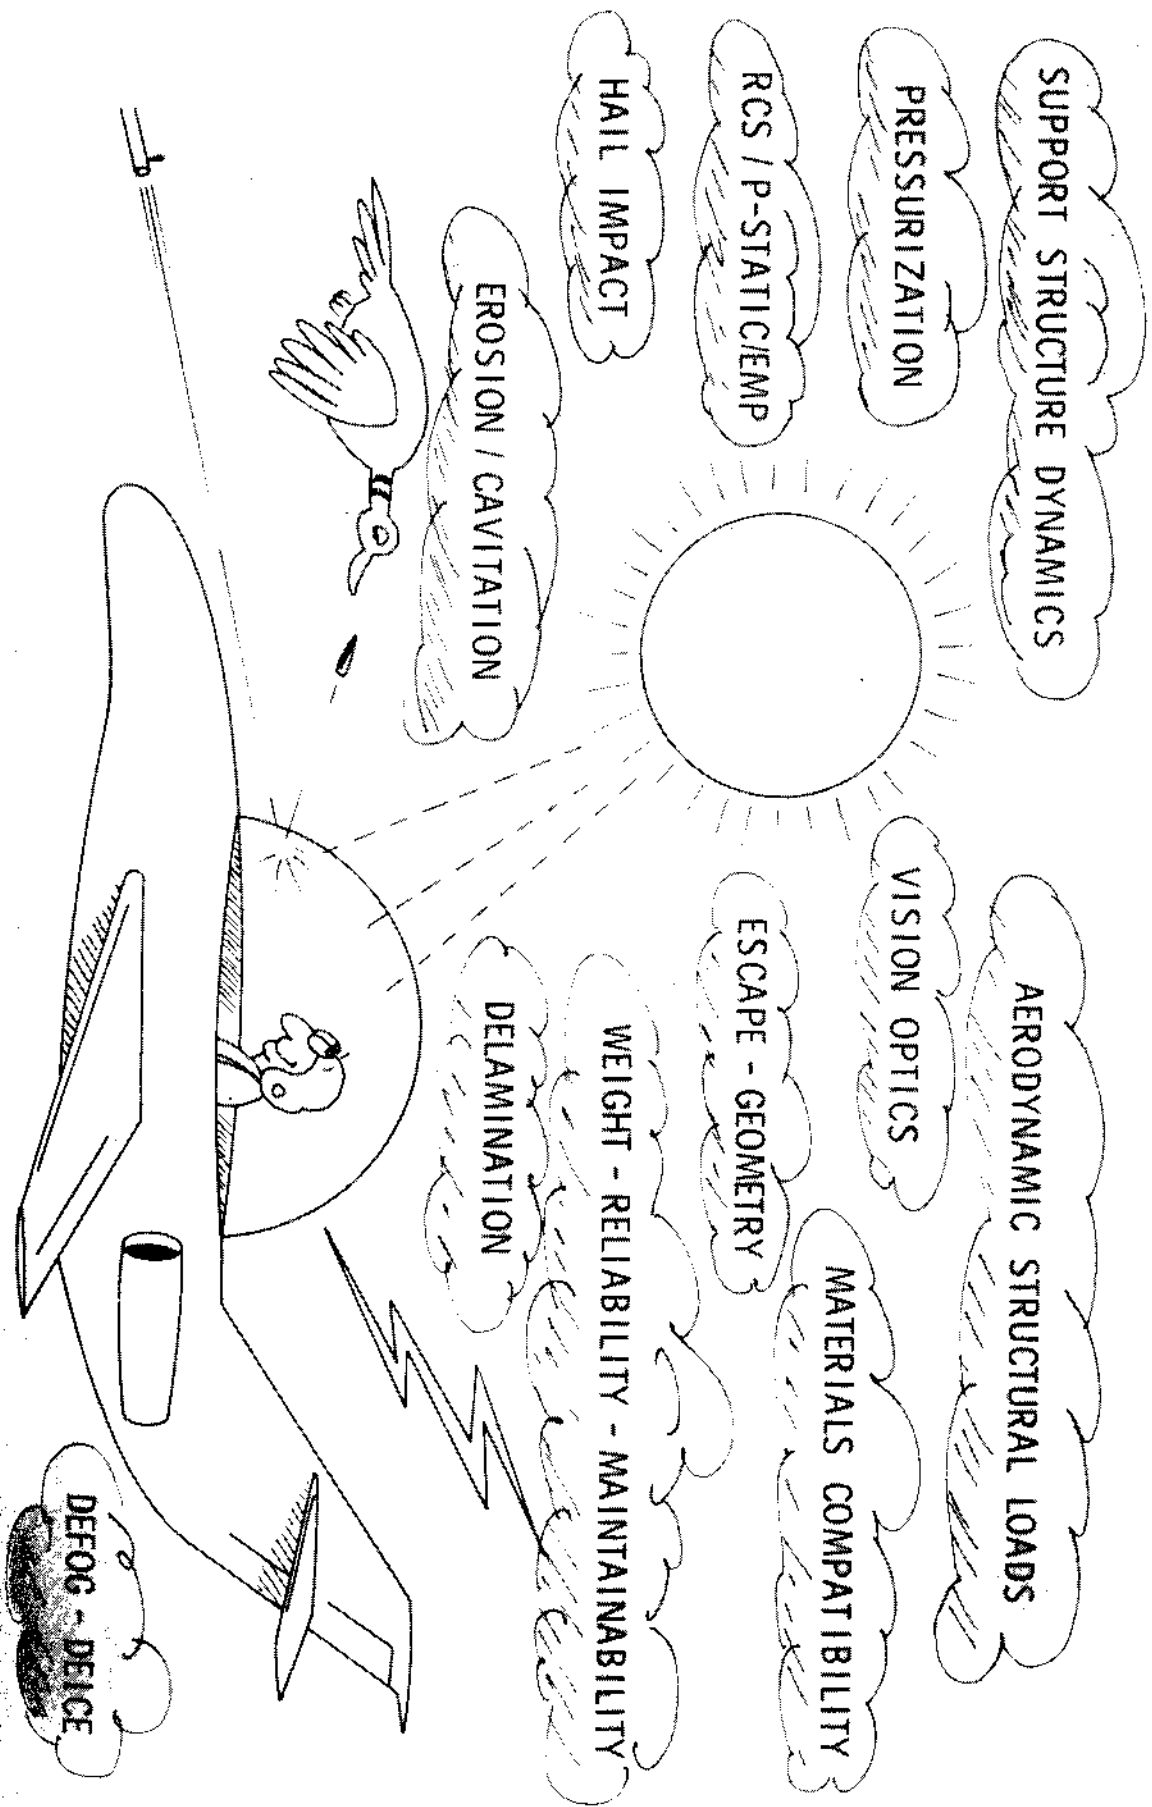 SUPPORT STRUCTURE DYNAMICS
AERODYNAMIC STRUCTURAL LOADS
PRESSURIZATION
VISION OPTICS
MATERIALS COMPATIBILITY
RCS / P-STATIC/EMP
ESCAPE - GEOMETRY
HAIL IMPACT
WEIGHT - RELIABILITY - MAINTAINABILITY
EROSION / CAVITATION
DELAMINATION
DEFOG - DEICE